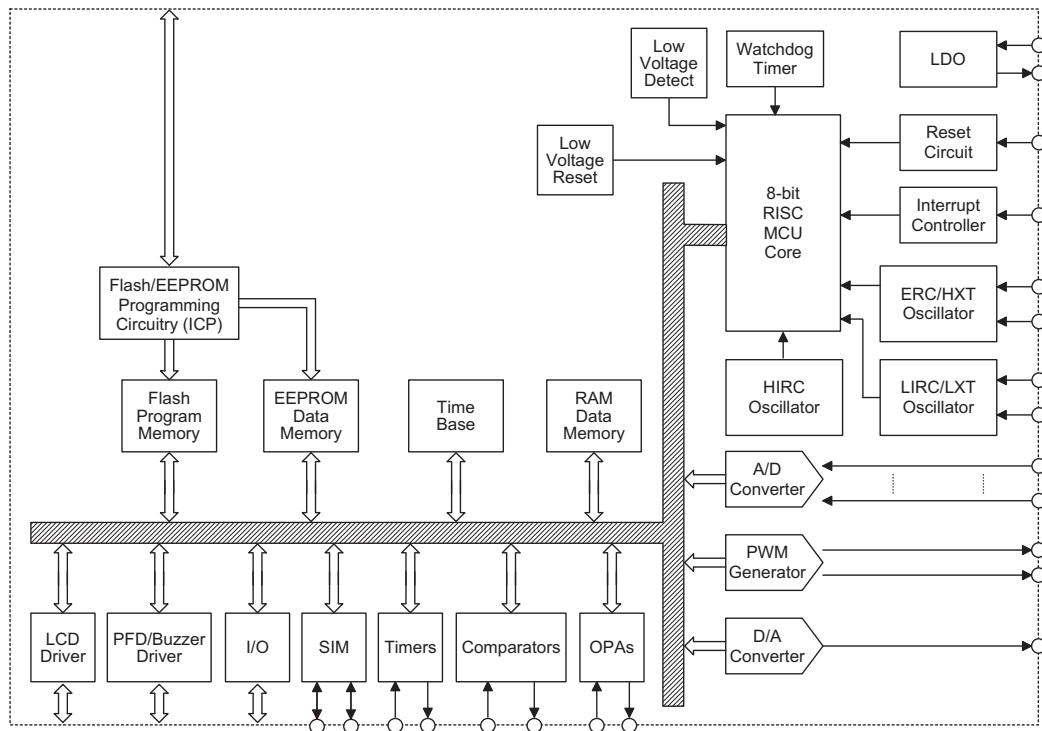 Low
Voltage
Detect
Watchdog
Timer
LDO
Low
Voltage
Reset
8-bit
RISC
MCU
Core
Reset
Circuit
Interrupt
Controller
Flash/EEPROM
Programming
Circuitry (ICP)
ERC/HXT
Oscillator
HIRC
Oscillator
LIRC/LXT
Oscillator
Flash
Program
Memory
EEPROM
Data
Memory
Time
Base
RAM
Data
Memory
A/D
Converter
PWM
Generator
D/A
Converter
LCD
Driver
PFD/Buzzer
Driver
I/O
SIM
Timers
Comparators
OPAs